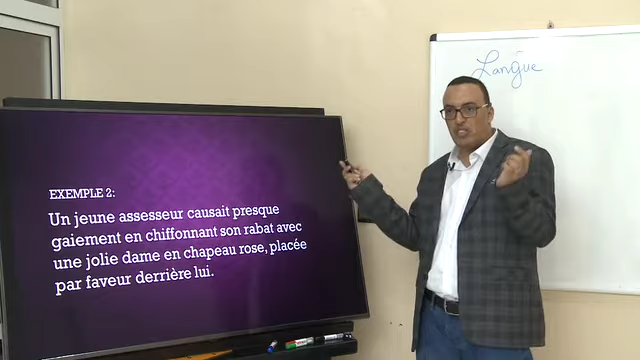 Langue
EXEMPLE 2:
Un jeune assesseur causait presque
gaiement en chiffonnant son rabat avec
une jolie dame en chapeau rose, placée
par faveur derrière lui.